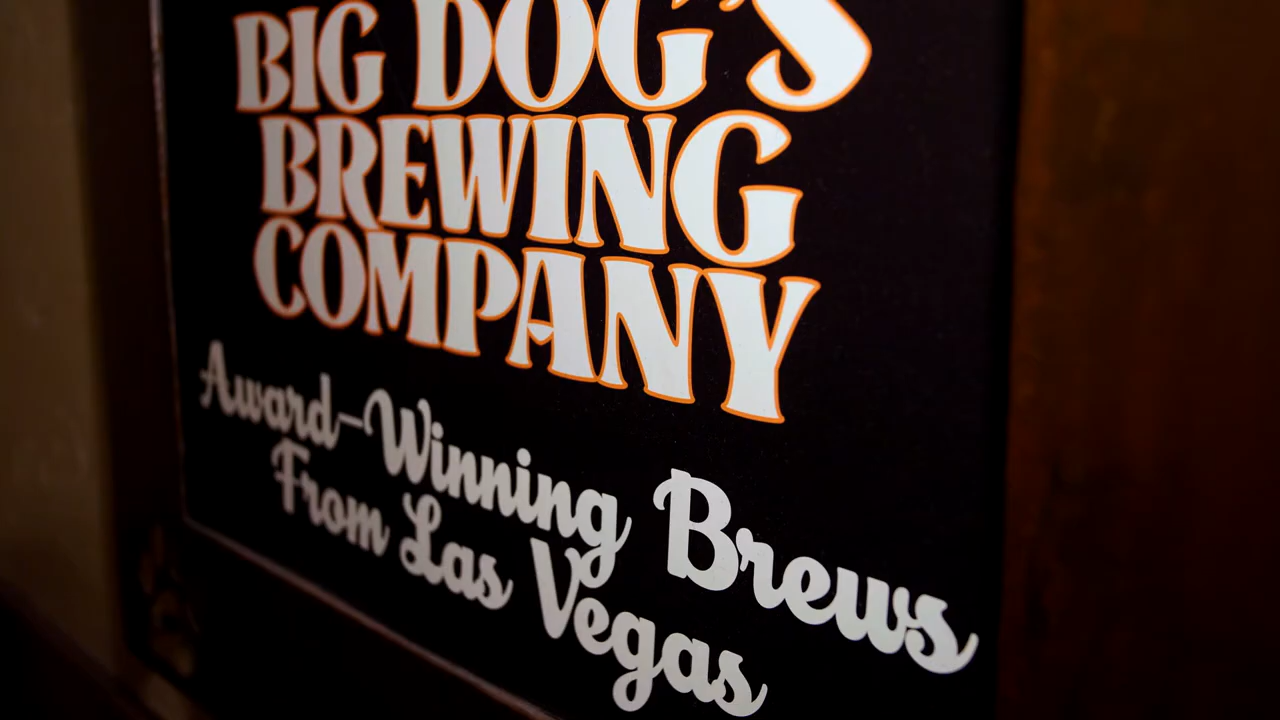 BIG DOG'S
BREWING
COMPANY
Award-Winning Brews
From Las Vegas